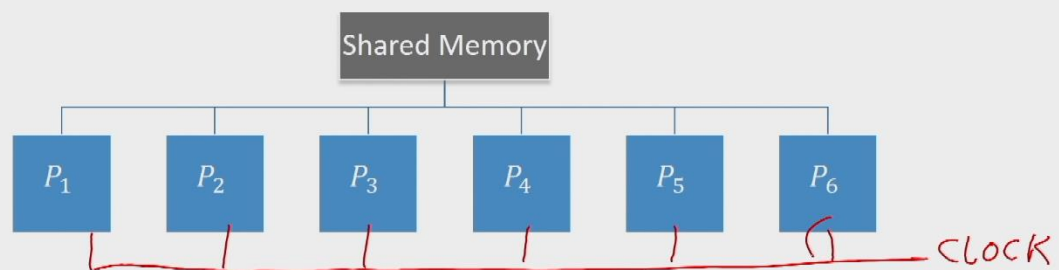 Shared Memory
P₁ P₂ P₃ P₄ P₅ P₆
CLOCK